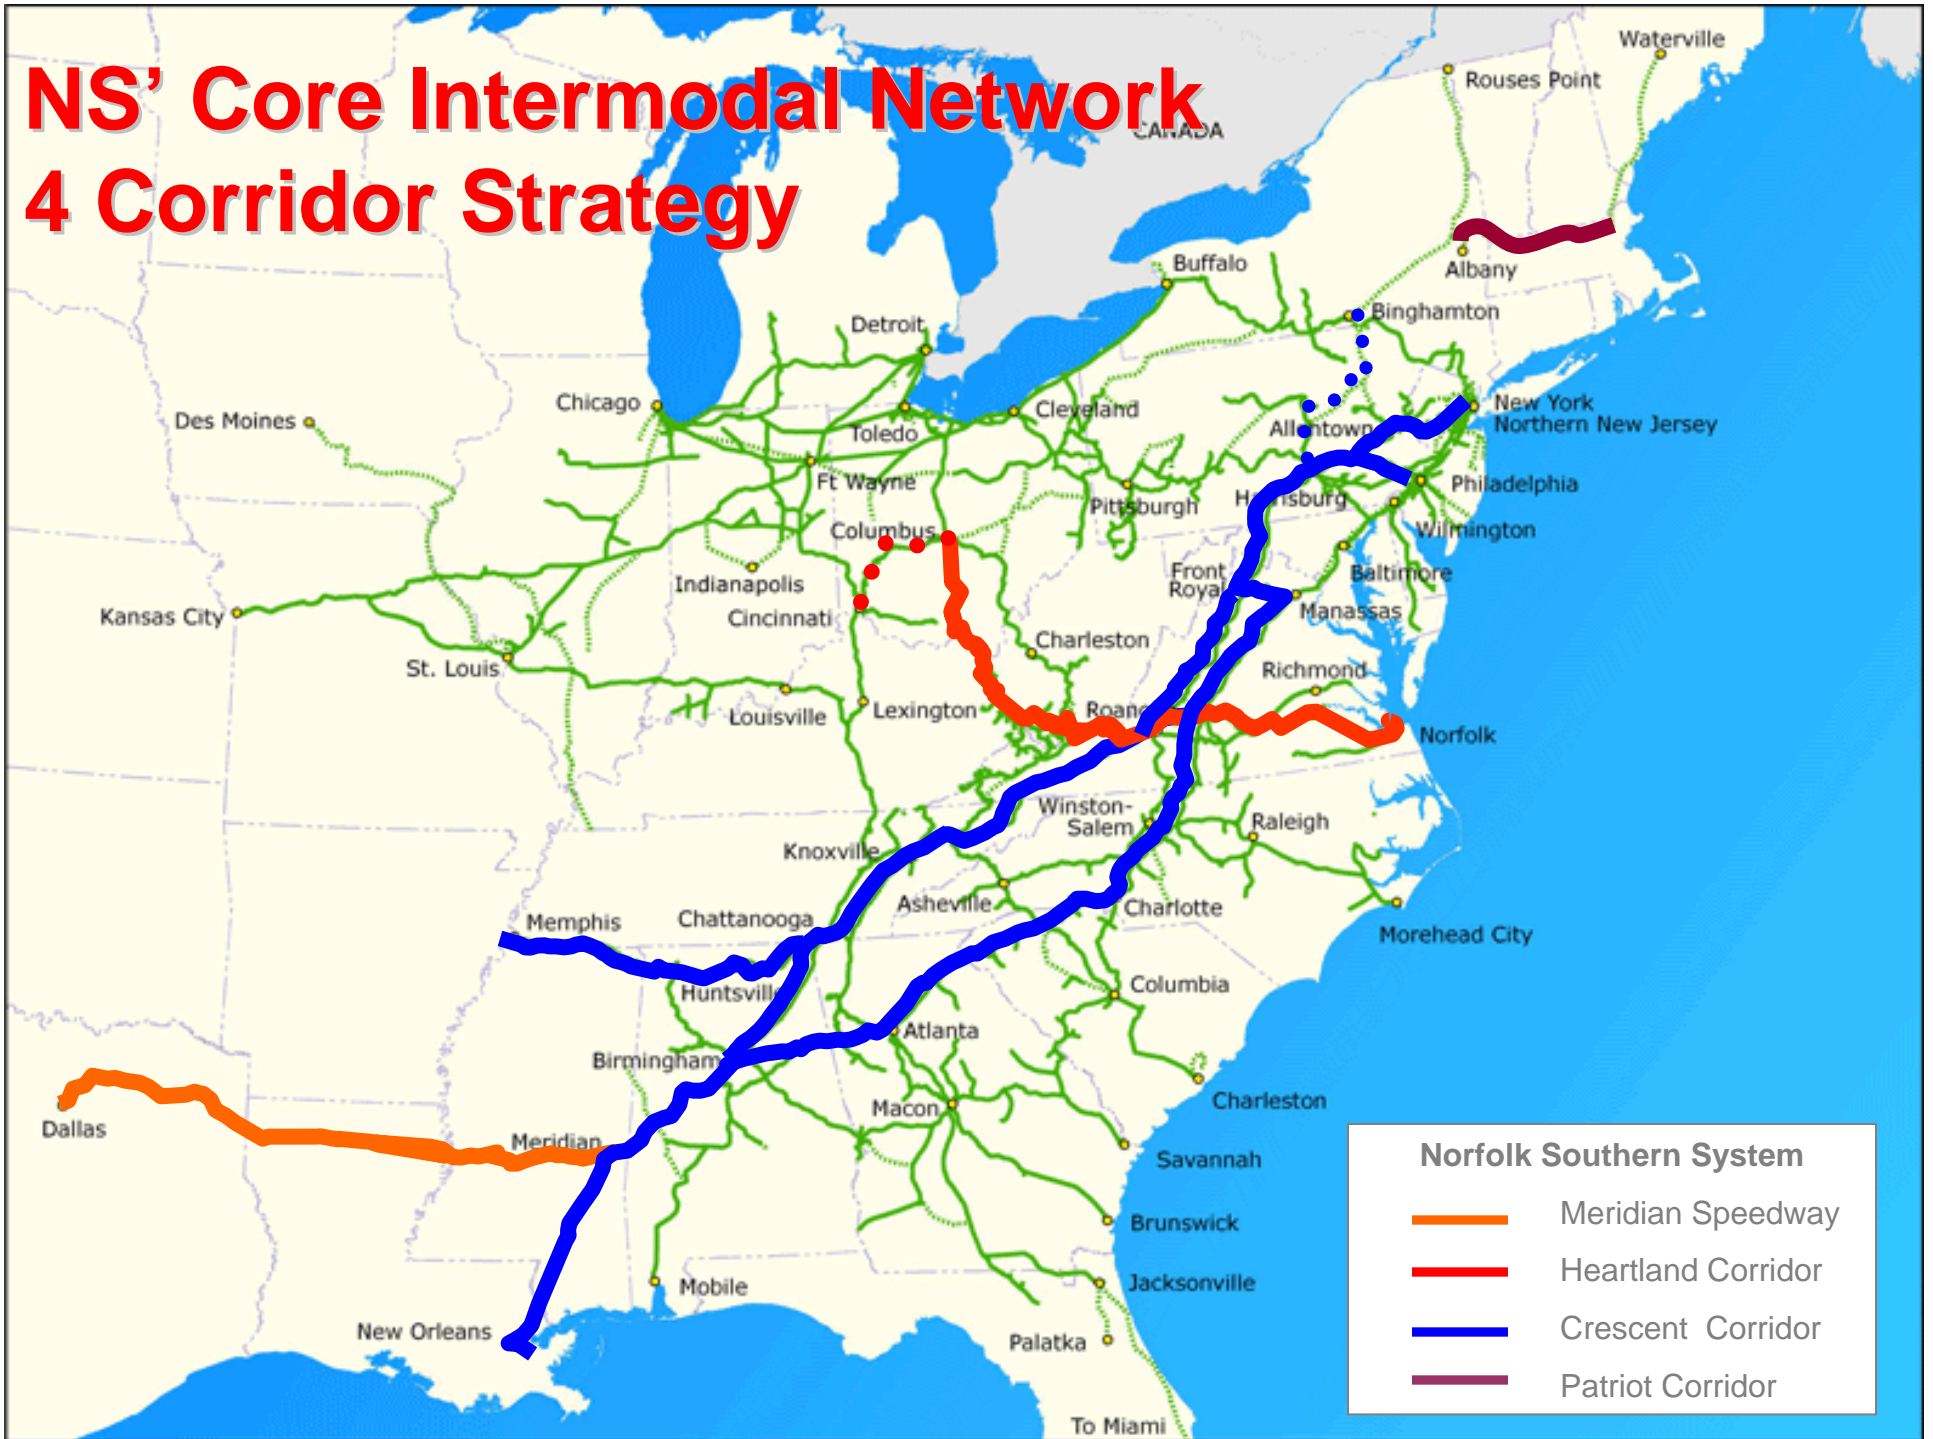 NS’ Core Intermodal Network
4 Corridor Strategy
CANADA
Waterville
Rouses Point
Albany
Buffalo
Binghamton
Detroit
Chicago
Cleveland
Des Moines
Toledo
Allentown
New York
Northern New Jersey
Ft Wayne
Pittsburgh
Harrisburg
Philadelphia
Columbus
Wilmington
Indianapolis
Front
Royal
Baltimore
Kansas City
Cincinnati
Manassas
St. Louis
Charleston
Richmond
Louisville
Lexington
Roanoke
Norfolk
Winston-
Salem
Raleigh
Knoxville
Asheville
Charlotte
Memphis
Chattanooga
Morehead City
Huntsville
Columbia
Atlanta
Birmingham
Macon
Charleston
Dallas
Meridian
Savannah
Brunswick
Mobile
Jacksonville
New Orleans
Palatka
To Miami
Norfolk Southern System
Meridian Speedway
Heartland Corridor
Crescent Corridor
Patriot Corridor